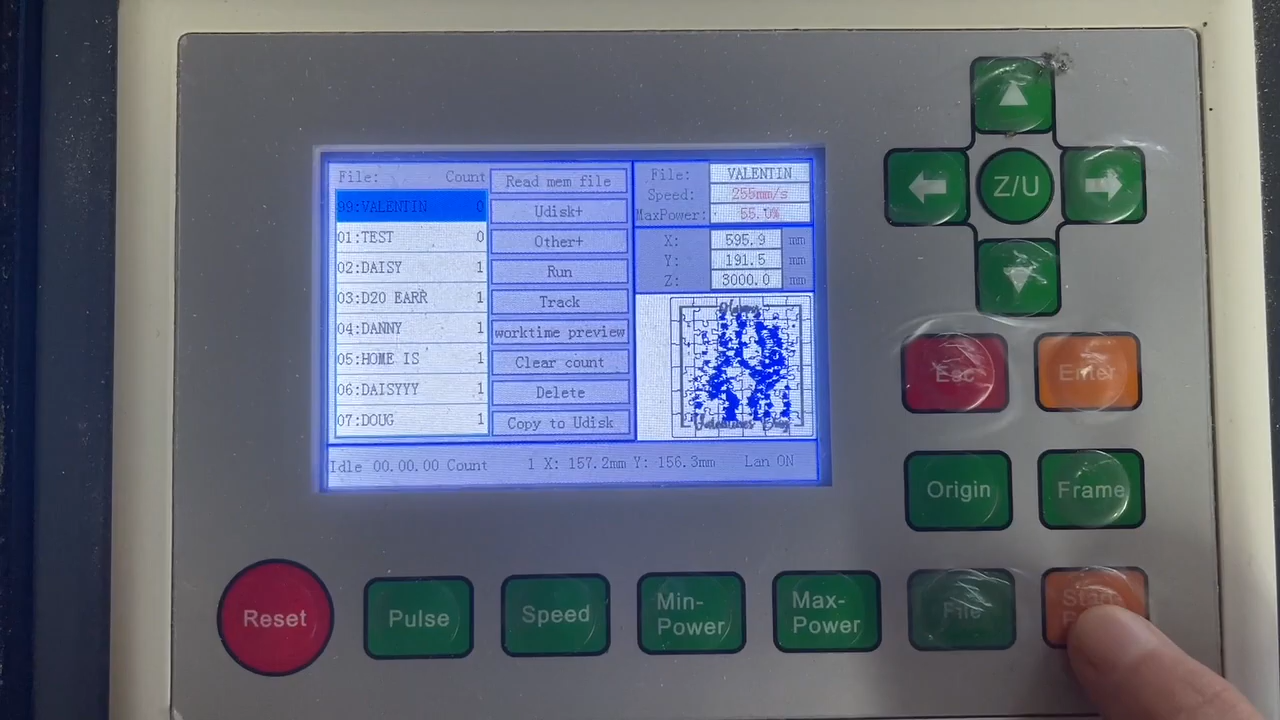 File: Count
99:VALENTIN 0
01:TEST 0
02:DAISY 1
03:D20 EARR 1
04:DANNY 1
05:HOME IS 1
06:DAISYYY 1
07:DOUG 1
Read mem file
Udisk+
Other+
Run
Track
worktime preview
Clear count
Delete
Copy to Udisk
File: VALENTIN
Speed: 255mm/s
MaxPower: 55.0%
X: 595.9 mm
Y: 191.5 mm
Z: 3000.0 mm
Valentines Day
Idle 00.00.00 Count 1 X: 157.2mm Y: 156.3mm Lan ON
Z/U
Esc
Enter
Origin
Frame
Reset
Pulse
Speed
Min-
Power
Max-
Power
File